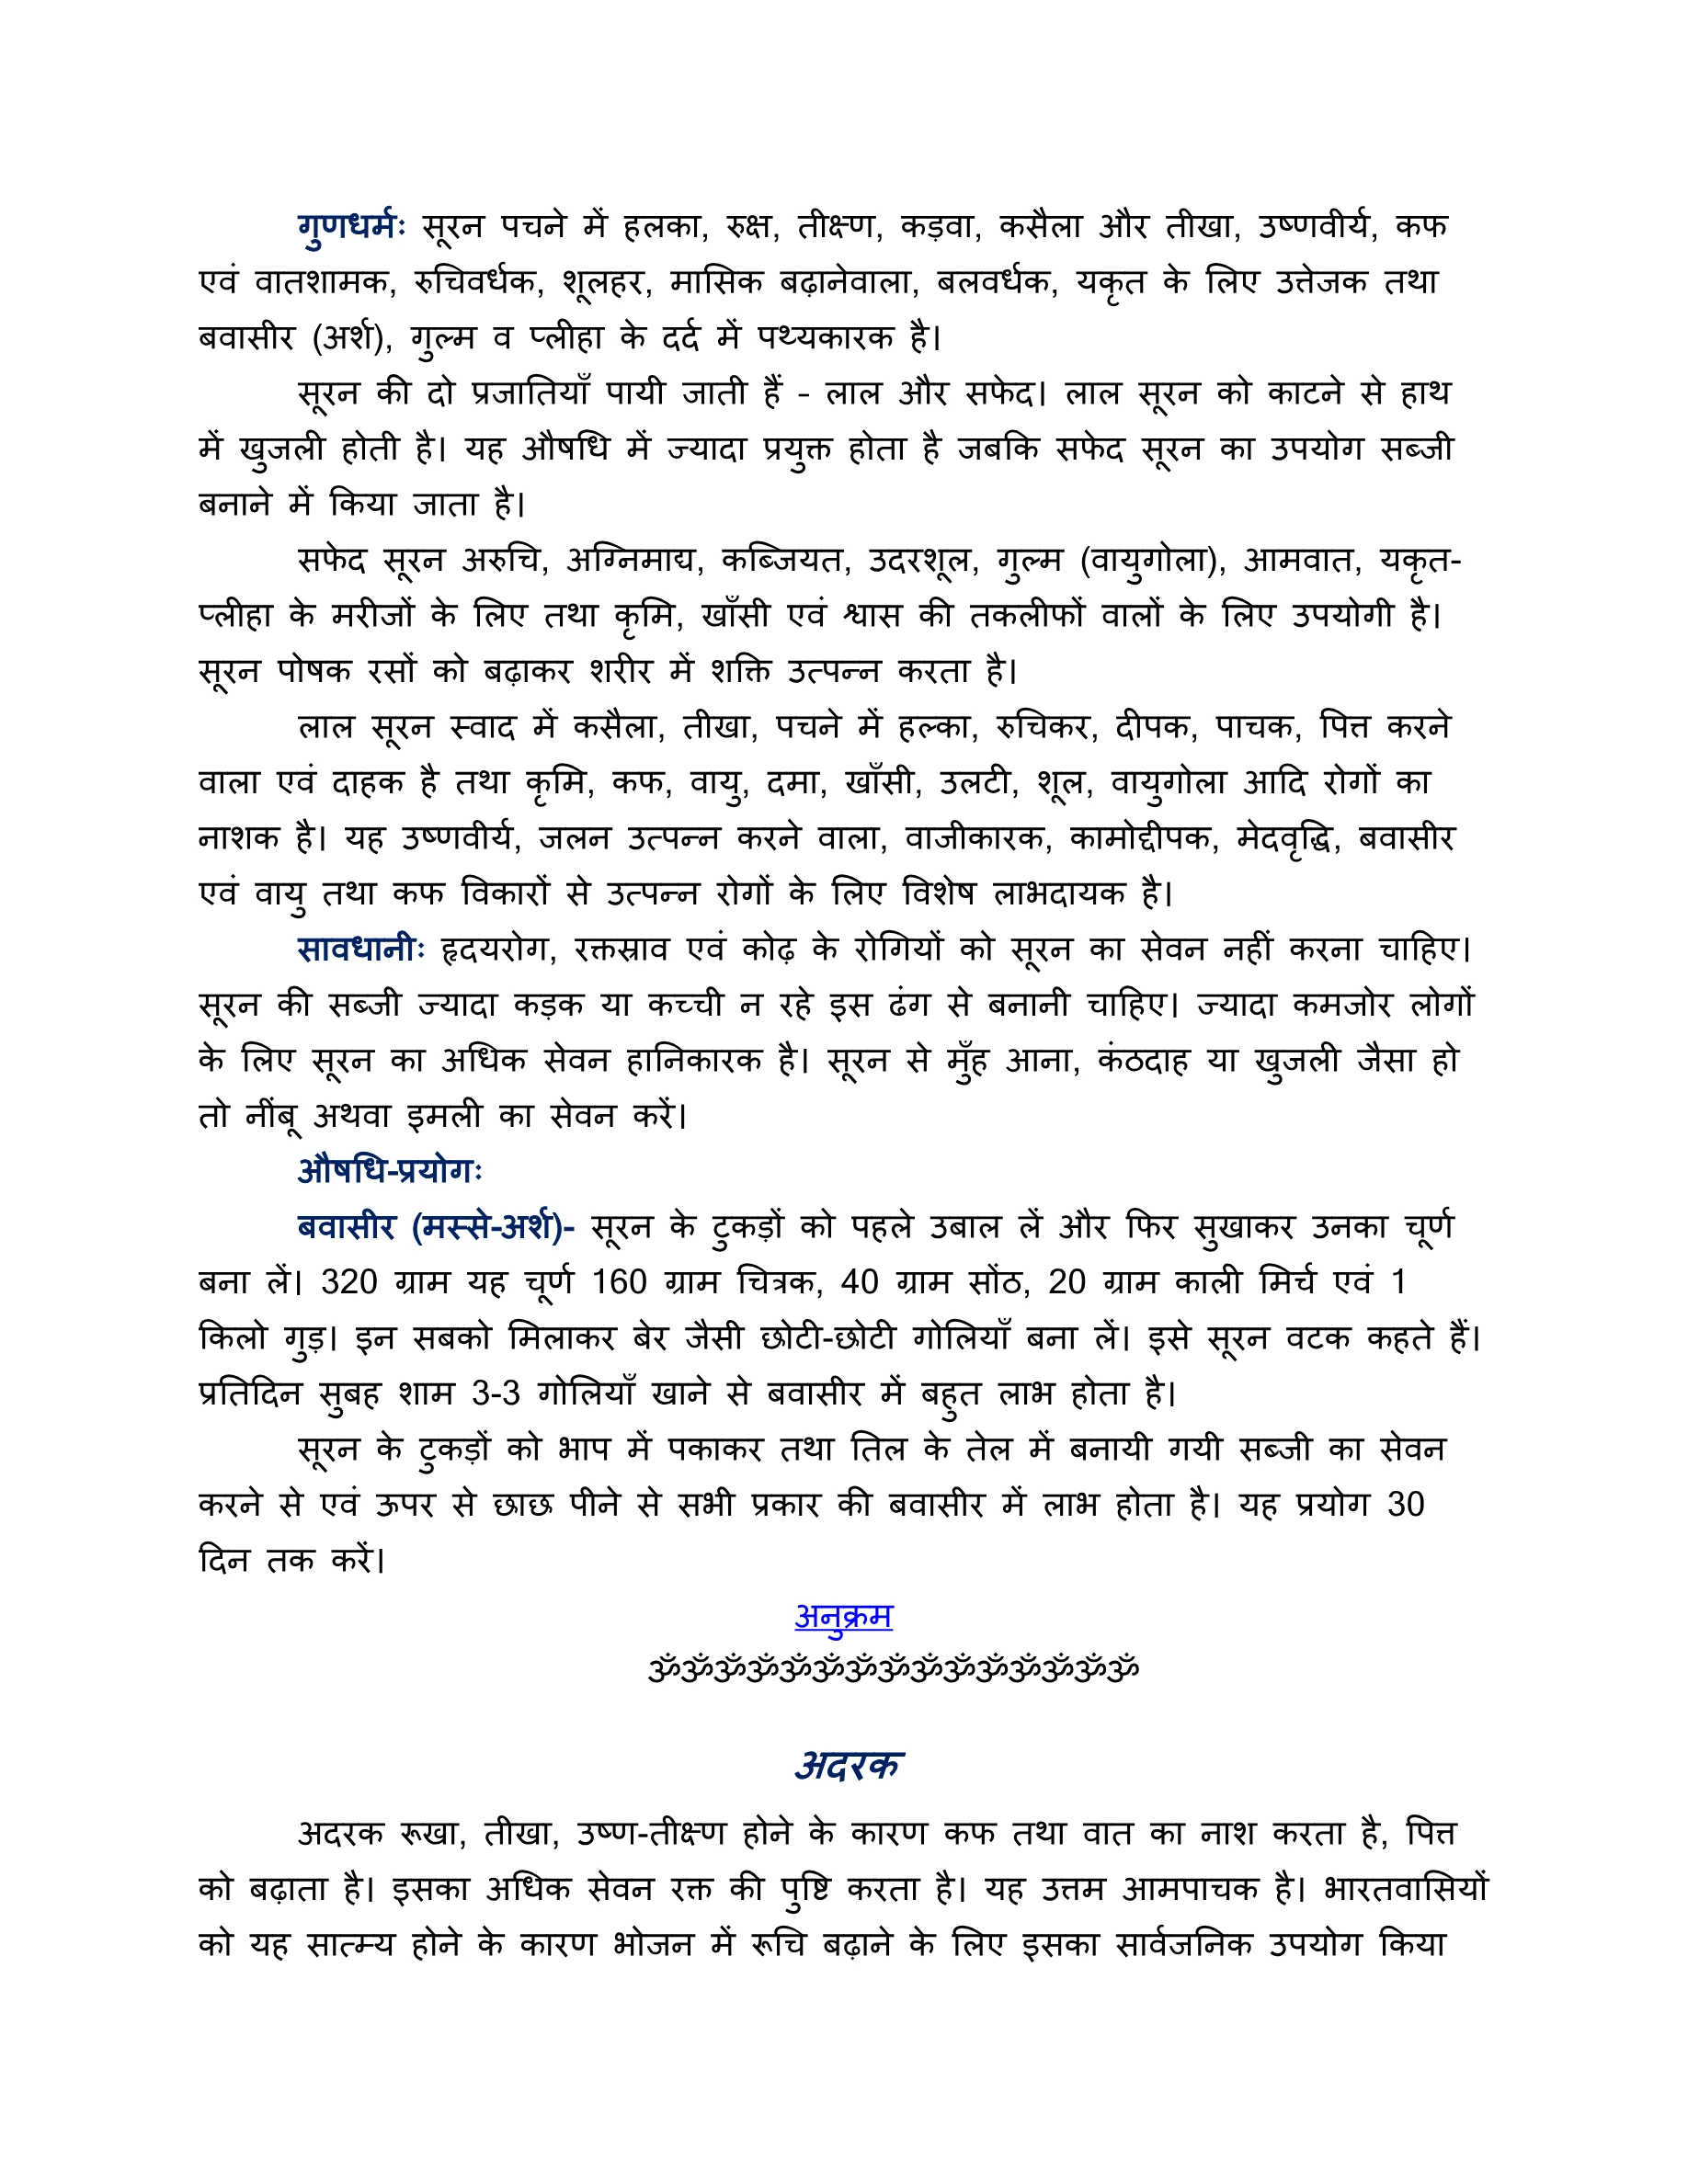 गुणधर्मः सूरन पचने में हलका, रुक्ष, तीक्ष्ण, कड़वा, कसैला और तीखा, उष्णवीर्य, कफ
एवं वातशामक, रुचिवर्धक, शूलहर, मासिक बढ़ानेवाला, बलवर्धक, यकृत के लिए उत्तेजक तथा
बवासीर (अर्श), गुल्म व प्लीहा के दर्द में पथ्यकारक है।
सूरन की दो प्रजातियाँ पायी जाती हैं - लाल और सफेद। लाल सूरन को काटने से हाथ
में खुजली होती है। यह औषधि में ज्यादा प्रयुक्त होता है जबकि सफेद सूरन का उपयोग सब्जी
बनाने में किया जाता है।
सफेद सूरन अरुचि, अग्निमाद्य, कब्जियत, उदरशूल, गुल्म (वायुगोला), आमवात, यकृत-
प्लीहा के मरीजों के लिए तथा कृमि, खाँसी एवं श्वास की तकलीफों वालों के लिए उपयोगी है।
सूरन पोषक रसों को बढ़ाकर शरीर में शक्ति उत्पन्न करता है।
लाल सूरन स्वाद में कसैला, तीखा, पचने में हल्का, रुचिकर, दीपक, पाचक, पित्त करने
वाला एवं दाहक है तथा कृमि, कफ, वायु, दमा, खाँसी, उलटी, शूल, वायुगोला आदि रोगों का
नाशक है। यह उष्णवीर्य, जलन उत्पन्न करने वाला, वाजीकारक, कामोद्दीपक, मेदवृद्धि, बवासीर
एवं वायु तथा कफ विकारों से उत्पन्न रोगों के लिए विशेष लाभदायक है।
सावधानीः हृदयरोग, रक्तस्राव एवं कोढ़ के रोगियों को सूरन का सेवन नहीं करना चाहिए।
सूरन की सब्जी ज्यादा कड़क या कच्ची न रहे इस ढंग से बनानी चाहिए। ज्यादा कमजोर लोगों
के लिए सूरन का अधिक सेवन हानिकारक है। सूरन से मुँह आना, कंठदाह या खुजली जैसा हो
तो नींबू अथवा इमली का सेवन करें।
औषधि-प्रयोगः
बवासीर (मस्से-अर्श)- सूरन के टुकड़ों को पहले उबाल लें और फिर सुखाकर उनका चूर्ण
बना लें। 320 ग्राम यह चूर्ण 160 ग्राम चित्रक, 40 ग्राम सोंठ, 20 ग्राम काली मिर्च एवं 1
किलो गुड़। इन सबको मिलाकर बेर जैसी छोटी-छोटी गोलियाँ बना लें। इसे सूरन वटक कहते हैं।
प्रतिदिन सुबह शाम 3-3 गोलियाँ खाने से बवासीर में बहुत लाभ होता है।
सूरन के टुकड़ों को भाप में पकाकर तथा तिल के तेल में बनायी गयी सब्जी का सेवन
करने से एवं ऊपर से छाछ पीने से सभी प्रकार की बवासीर में लाभ होता है। यह प्रयोग 30
दिन तक करें।
अनुक्रम
ॐॐॐॐॐॐॐॐॐॐॐॐॐॐॐ
अदरक
अदरक रूखा, तीखा, उष्ण-तीक्ष्ण होने के कारण कफ तथा वात का नाश करता है, पित्त
को बढ़ाता है। इसका अधिक सेवन रक्त की पुष्टि करता है। यह उत्तम आमपाचक है। भारतवासियों
को यह सात्म्य होने के कारण भोजन में रूचि बढ़ाने के लिए इसका सार्वजनिक उपयोग किया